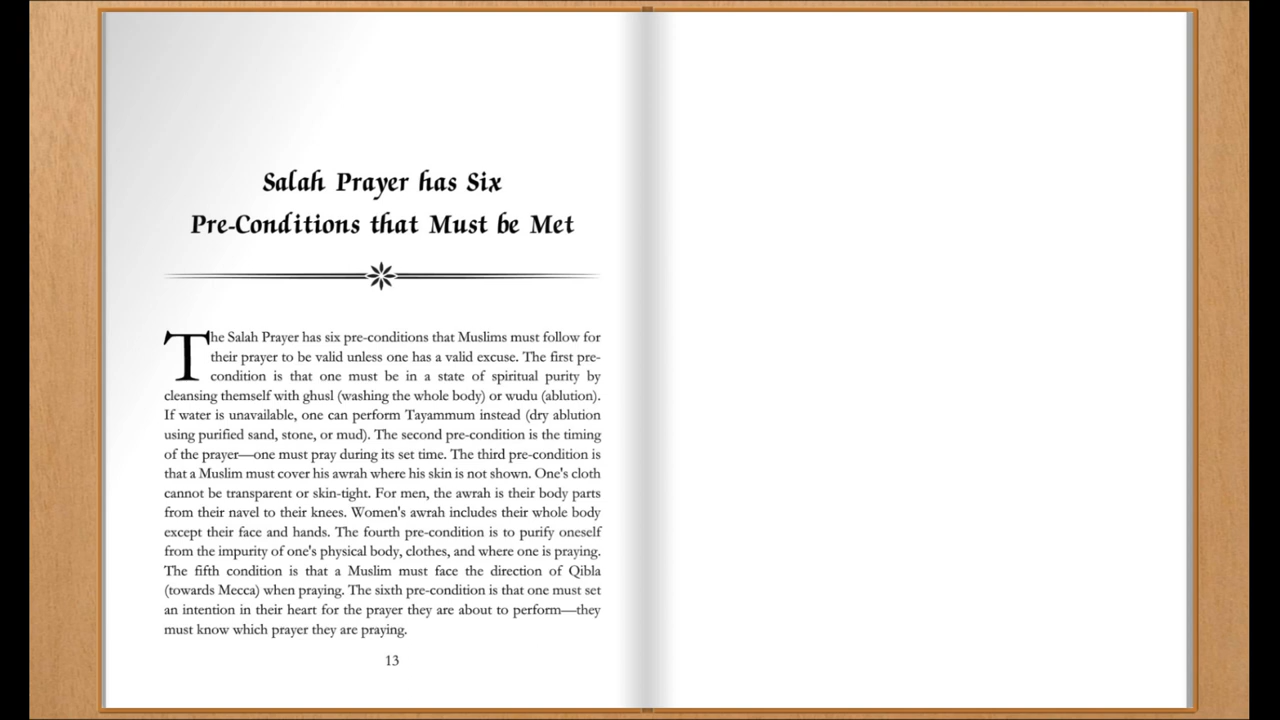 Salah Prayer has Six
Pre-Conditions that Must be Met
The Salah Prayer has six pre-conditions that Muslims must follow for
their prayer to be valid unless one has a valid excuse. The first pre-
condition is that one must be in a state of spiritual purity by
cleansing themself with ghusl (washing the whole body) or wudu (ablution).
If water is unavailable, one can perform Tayammum instead (dry ablution
using purified sand, stone, or mud). The second pre-condition is the timing
of the prayer—one must pray during its set time. The third pre-condition is
that a Muslim must cover his awrah where his skin is not shown. One's cloth
cannot be transparent or skin-tight. For men, the awrah is their body parts
from their navel to their knees. Women's awrah includes their whole body
except their face and hands. The fourth pre-condition is to purify oneself
from the impurity of one's physical body, clothes, and where one is praying.
The fifth condition is that a Muslim must face the direction of Qibla
(towards Mecca) when praying. The sixth pre-condition is that one must set
an intention in their heart for the prayer they are about to perform—they
must know which prayer they are praying.
13